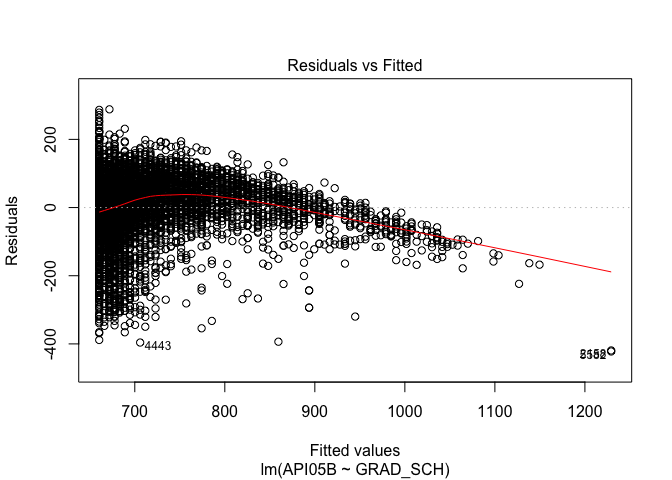 Residuals vs Fitted
Residuals
200
0
-200
-400
4443
700
800
900
1000
1100
1200
Fitted values
lm(API05B ~ GRAD_SCH)